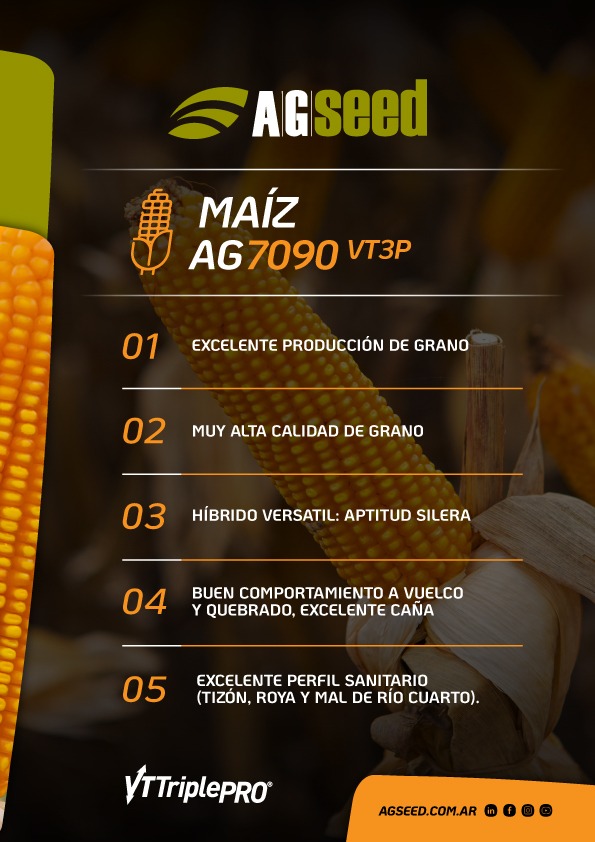 AGseed
MAÍZ
AG7090 VT3P
01 EXCELENTE PRODUCCIÓN DE GRANO
02 MUY ALTA CALIDAD DE GRANO
03 HÍBRIDO VERSATIL: APTITUD SILERA
04 BUEN COMPORTAMIENTO A VUELCO
Y QUEBRADO, EXCELENTE CAÑA
05 EXCELENTE PERFIL SANITARIO
(TIZÓN, ROYA Y MAL DE RÍO CUARTO).
VTTriplePRO®
AGSEED.COM.AR